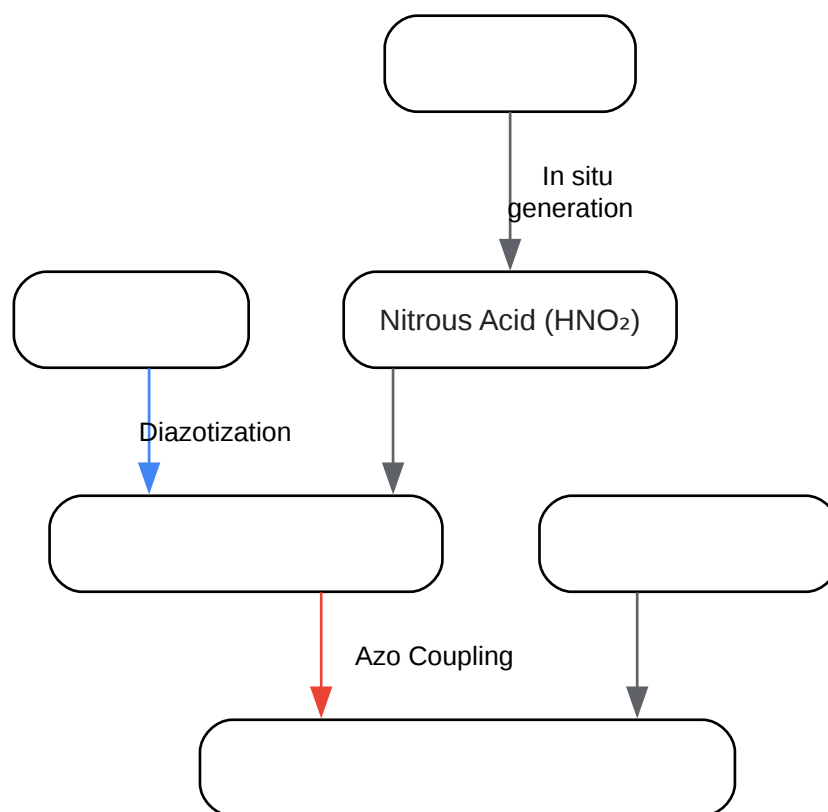 In situ
generation
Nitrous Acid (HNO₂)
Diazotization
Azo Coupling